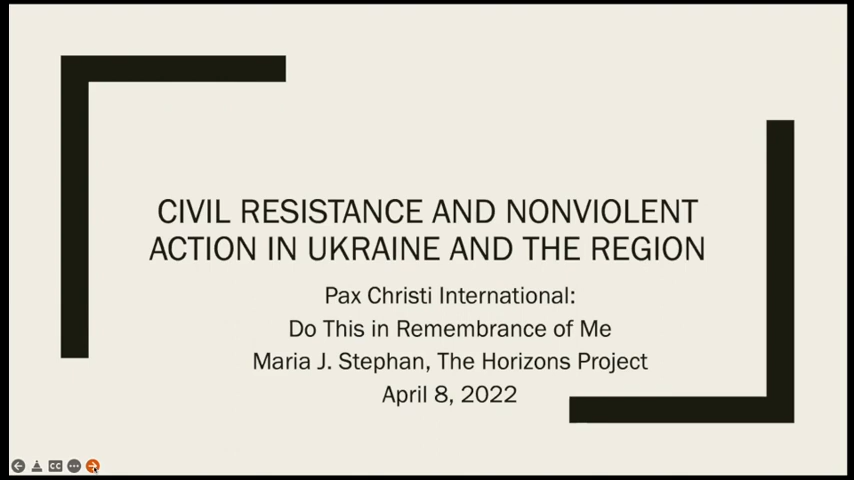 CIVIL RESISTANCE AND NONVIOLENT
ACTION IN UKRAINE AND THE REGION
Pax Christi International:
Do This in Remembrance of Me
Maria J. Stephan, The Horizons Project
April 8, 2022
CC